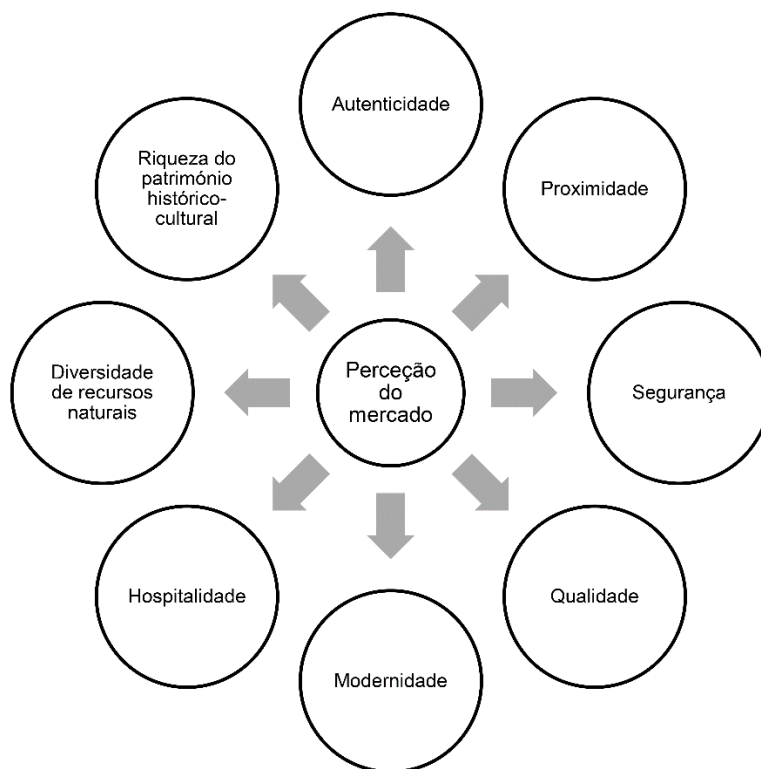 Autenticidade
Riqueza do
património
histórico-
cultural
Proximidade
Diversidade
de recursos
naturais
Perceção
do
mercado
Segurança
Hospitalidade
Qualidade
Modernidade